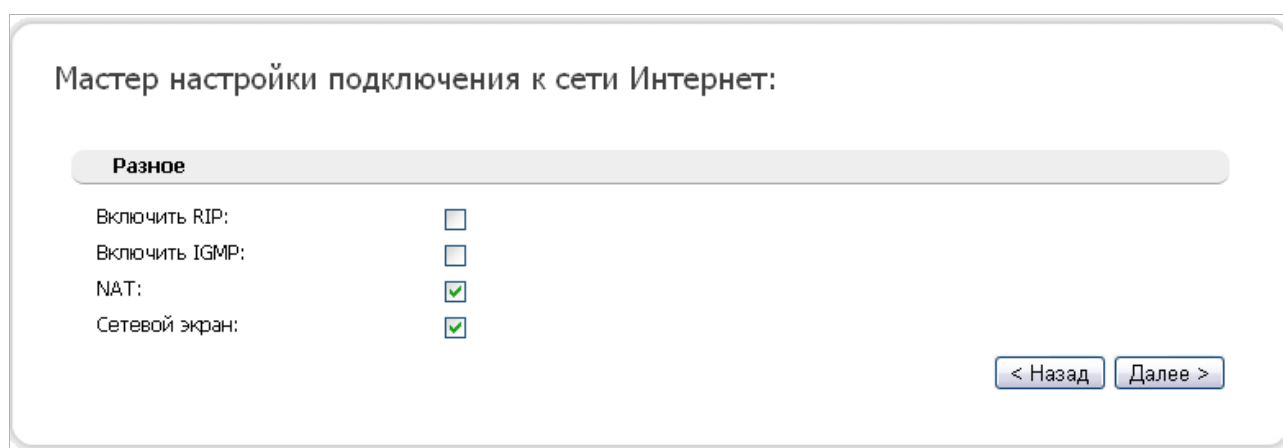 Мастер настройки подключения к сети Интернет:
Разное
Включить RIP:
Включить IGMP:
NAT:
Сетевой экран:
< Назад Далее >